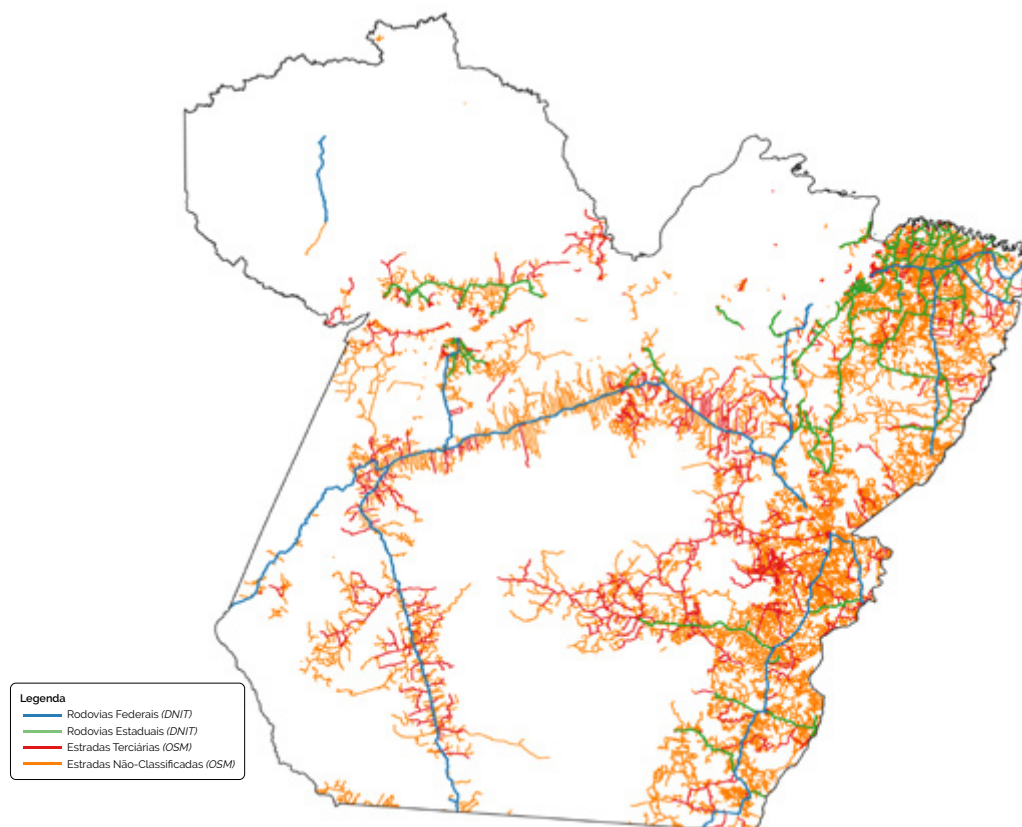 Legenda
Rodovias Federais (DNIT)
Rodovias Estaduais (DNIT)
Estradas Terciárias (OSM)
Estradas Não-Classificadas (OSM)